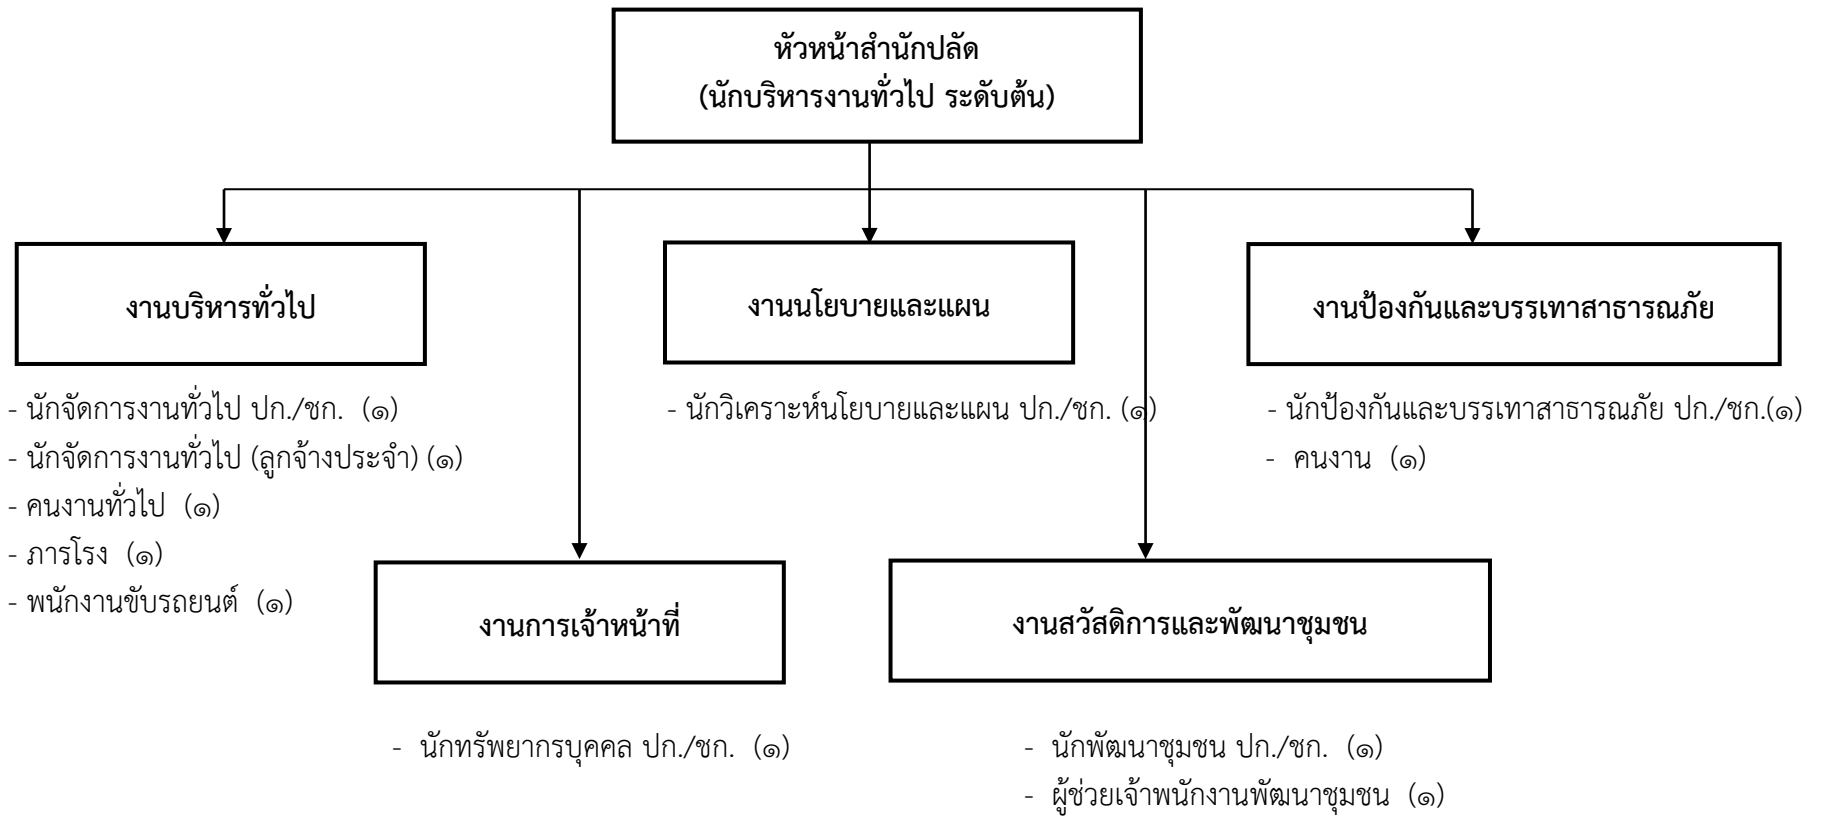 หัวหน้าสำนักปลัด
(นักบริหารงานทั่วไป ระดับต้น)
งานบริหารทั่วไป
- นักจัดการงานทั่วไป ปก./ชก. (๑)
- นักจัดการงานทั่วไป (ลูกจ้างประจำ) (๑)
- คนงานทั่วไป (๑)
- ภารโรง (๑)
- พนักงานขับรถยนต์ (๑)
งานนโยบายและแผน
- นักวิเคราะห์นโยบายและแผน ปก./ชก. (๑)
งานป้องกันและบรรเทาสาธารณภัย
- นักป้องกันและบรรเทาสาธารณภัย ปก./ชก.(๑)
- คนงาน (๑)
งานการเจ้าหน้าที่
- นักทรัพยากรบุคคล ปก./ชก. (๑)
งานสวัสดิการและพัฒนาชุมชน
- นักพัฒนาชุมชน ปก./ชก. (๑)
- ผู้ช่วยเจ้าพนักงานพัฒนาชุมชน (๑)